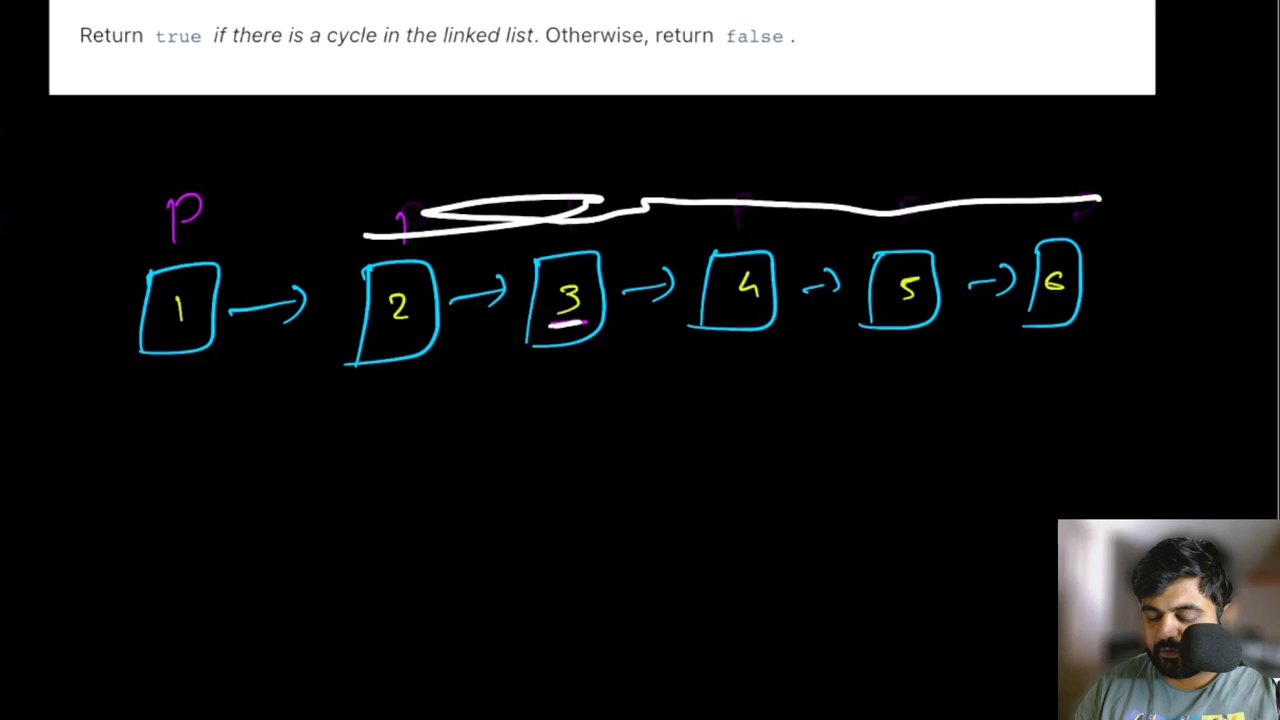 Return true if there is a cycle in the linked list. Otherwise, return false .
P
1 → 2 → 3 → 4 → 5 → 6